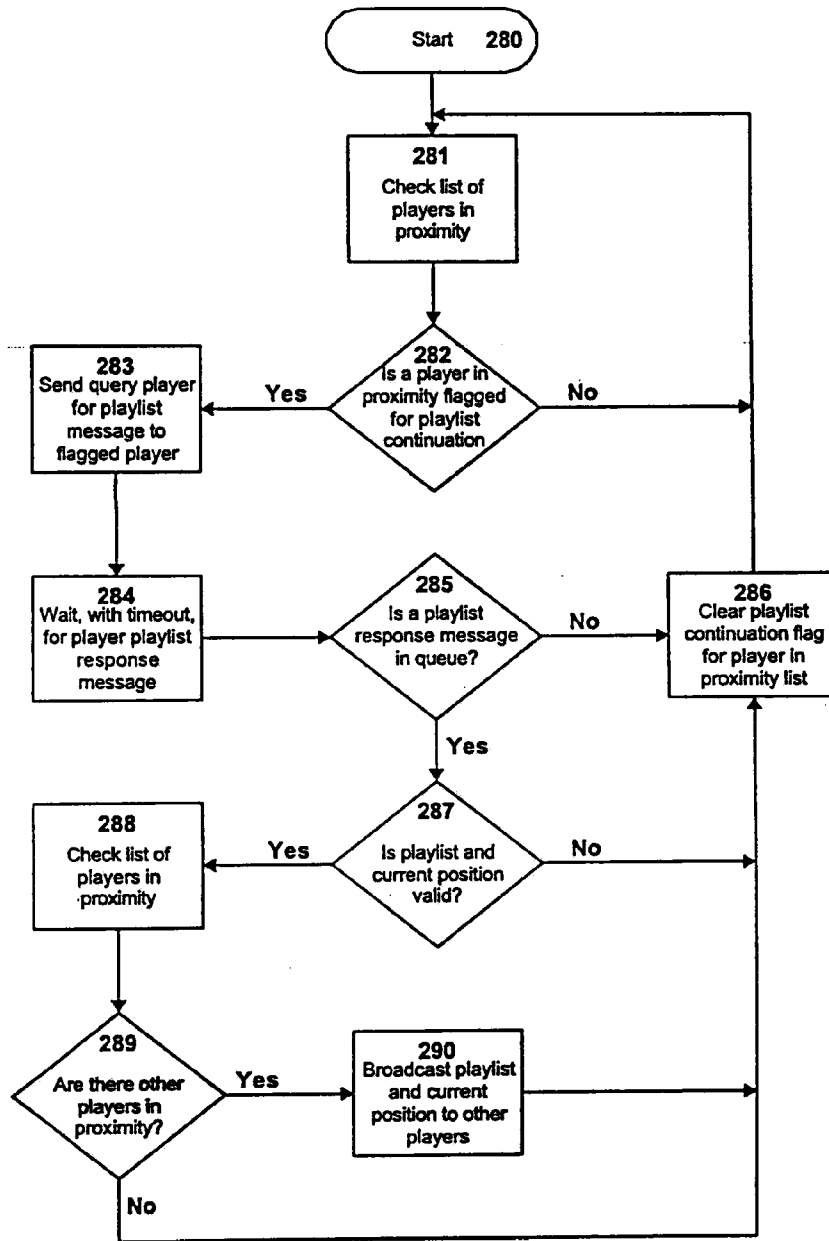 Start 280
281
Check list of
players in
proximity
282
Is a player in
proximity flagged
for playlist
continuation
Yes
No
283
Send query player
for playlist
message to
flagged player
284
Wait, with timeout,
for player playlist
response
message
285
Is a playlist
response message
in queue?
No
Yes
286
Clear playlist
continuation flag
for player in
proximity list
287
Is playlist and
current position
valid?
Yes
No
288
Check list of
players in
proximity
289
Are there other
players in
proximity?
Yes
No
290
Broadcast playlist
and current
position to other
players